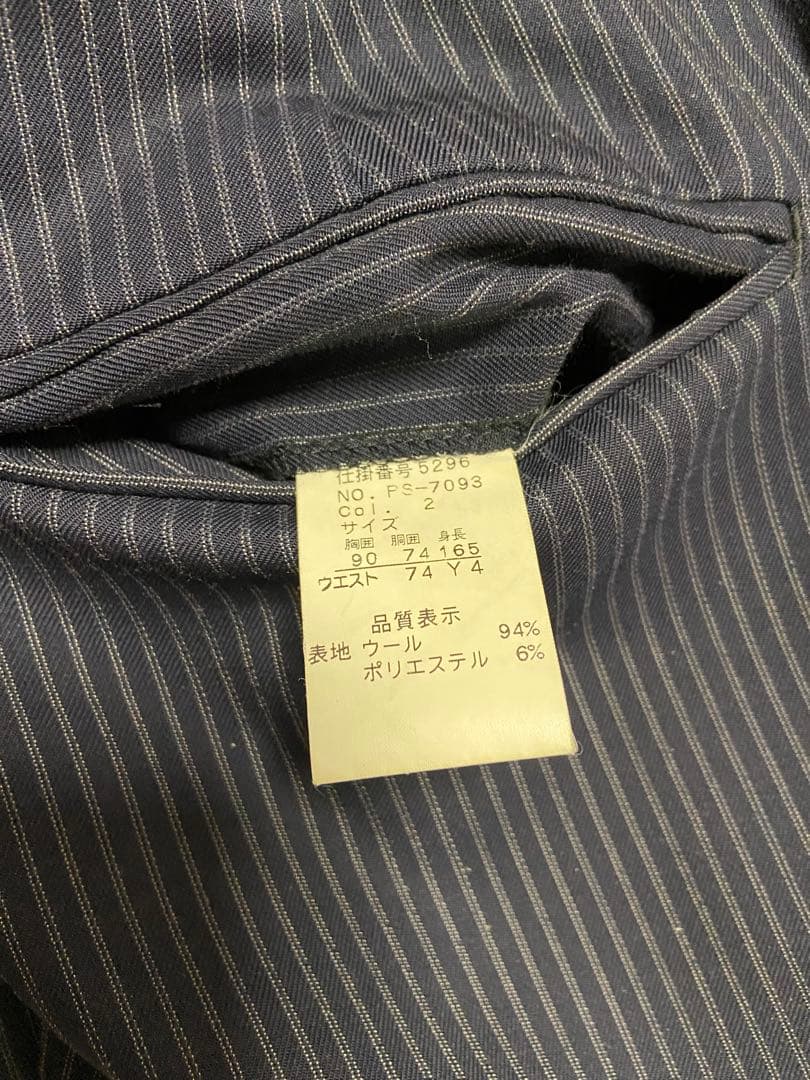 仕掛番号5296
NO. PS-7093
Col. 2
サイズ
胸囲 胴囲 身長
90 74 165
ウエスト 74 Y4
品質表示
表地 ウール 94%
ポリエステル 6%